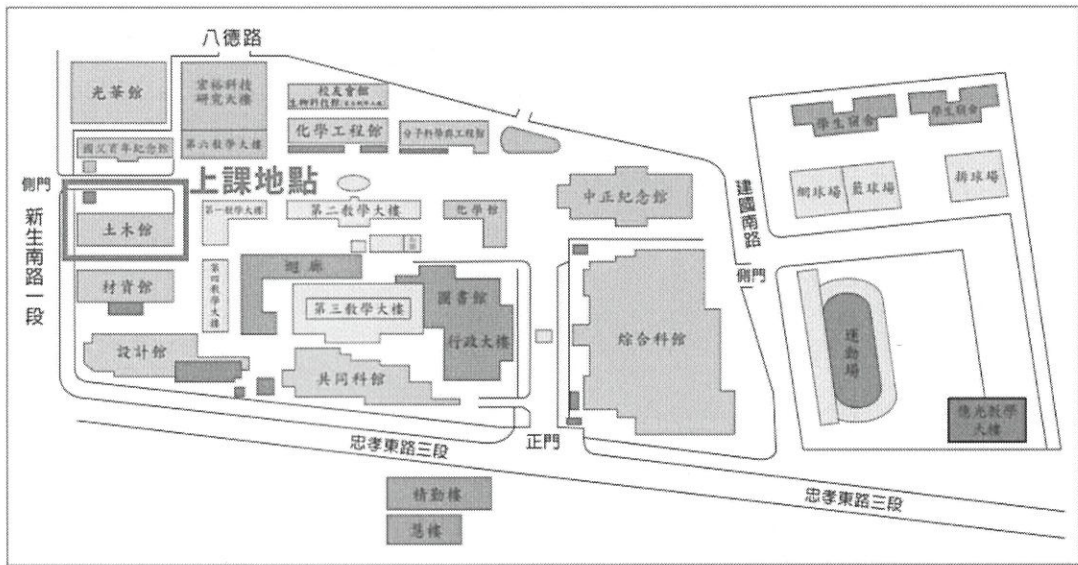 八德路
光華館
宏裕科技
研究大樓
校友會館
生物科技館
化學工程館
分子科學與工程館
國父百年紀念館
第六教學大樓
側門
上課地點
新生南路一段
土木館
第一教學大樓
第二教學大樓
化學館
中正紀念館
建國南路
側門
學生宿舍
學生宿舍
網球場
籃球場
排球場
材資館
第四教學大樓
迴廊
第三教學大樓
圖書館
行政大樓
綜合科館
運動場
設計館
共同科館
億光教學
大樓
忠孝東路三段
正門
忠孝東路三段
精勤樓
慧樓